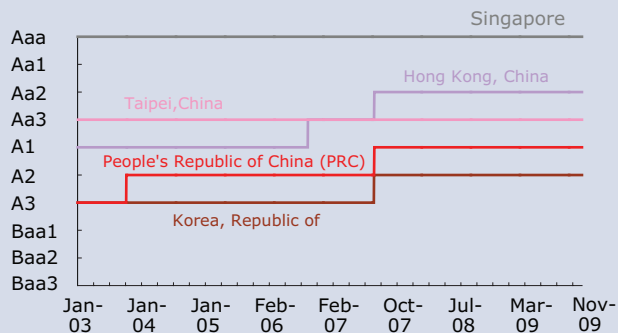 Singapore
Aaa
Aa1
Hong Kong, China
Aa2
Taipei,China
Aa3
A1
People's Republic of China (PRC)
A2
A3
Korea, Republic of
Baa1
Baa2
Baa3
Jan-03
Jan-04
Jan-05
Feb-06
Feb-07
Oct-07
Jul-08
Mar-09
Nov-09